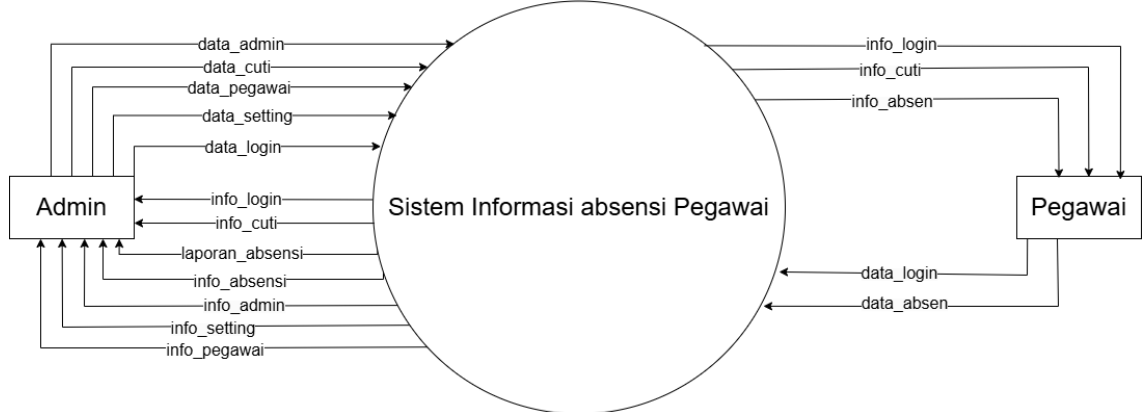 data_admin
data_cuti
data_pegawai
data_setting
data_login
Admin
info_login
info_cuti
laporan_absensi
info_absensi
info_admin
info_setting
info_pegawai
Sistem Informasi absensi Pegawai
info_login
info_cuti
info_absen
Pegawai
data_login
data_absen